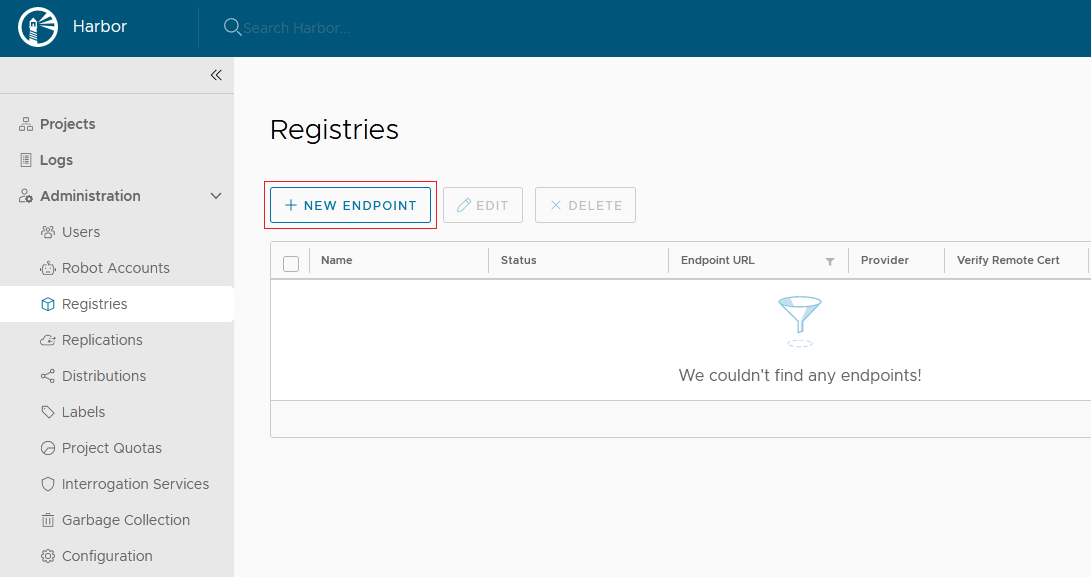 Harbor
Search Harbor...
Projects
Logs
Administration
Users
Robot Accounts
Registries
Replications
Distributions
Labels
Project Quotas
Interrogation Services
Garbage Collection
Configuration
Registries
NEW ENDPOINT EDIT DELETE
Name Status Endpoint URL Provider Verify Remote Cert
We couldn't find any endpoints!